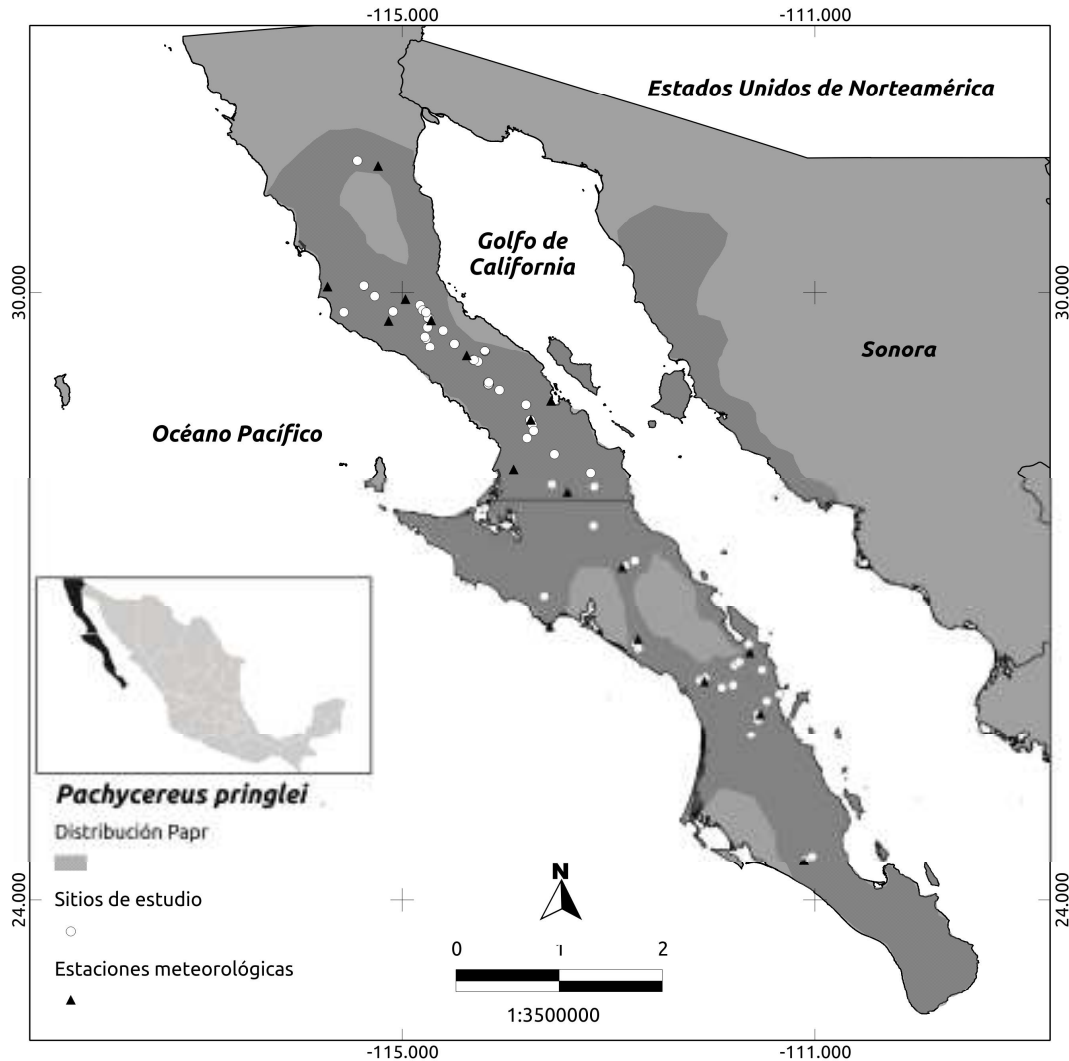 -115.000
-111.000
Estados Unidos de Norteamérica
Golfo de
California
30.000
30.000
Sonora
Océano Pacífico
Pachycereus pringlei
Distribución Papr
Sitios de estudio
Estaciones meteorológicas
N
0 1 2
1:3500000
24.000
24.000
-115.000
-111.000